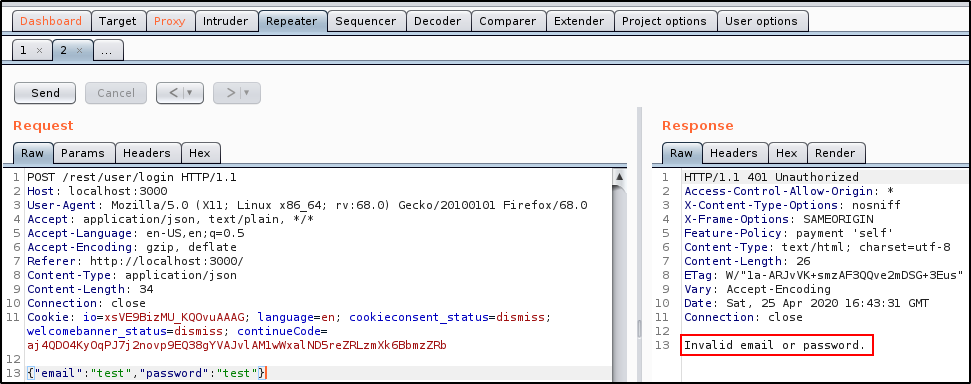 Dashboard Target Proxy Intruder Repeater Sequencer Decoder Comparer Extender Project options User options
1 × 2 × ...
Send Cancel < ▼ > ▼
Request
Raw Params Headers Hex
1 POST /rest/user/login HTTP/1.1
2 Host: localhost:3000
3 User-Agent: Mozilla/5.0 (X11; Linux x86_64; rv:68.0) Gecko/20100101 Firefox/68.0
4 Accept: application/json, text/plain, */*
5 Accept-Language: en-US,en;q=0.5
6 Accept-Encoding: gzip, deflate
7 Referer: http://localhost:3000/
8 Content-Type: application/json
9 Content-Length: 34
10 Connection: close
11 Cookie: io=xsVE9BizMU_KQOvuAAAG; language=en; cookieconsent_status=dismiss;
welcomebanner_status=dismiss; continueCode=
aj4QDO4KyOqPJ7j2novp9EQ38gYVAJvlAM1wWxalND5reZRLzmXk6BbmzZRb
12
13 {"email":"test","password":"test"}
Response
Raw Headers Hex Render
1 HTTP/1.1 401 Unauthorized
2 Access-Control-Allow-Origin: *
3 X-Content-Type-Options: nosniff
4 X-Frame-Options: SAMEORIGIN
5 Feature-Policy: payment 'self'
6 Content-Type: text/html; charset=utf-8
7 Content-Length: 26
8 ETag: W/"1a-ARJvVK+smzAF3QQve2mDSG+3Eus"
9 Vary: Accept-Encoding
10 Date: Sat, 25 Apr 2020 16:43:31 GMT
11 Connection: close
12
13 Invalid email or password.